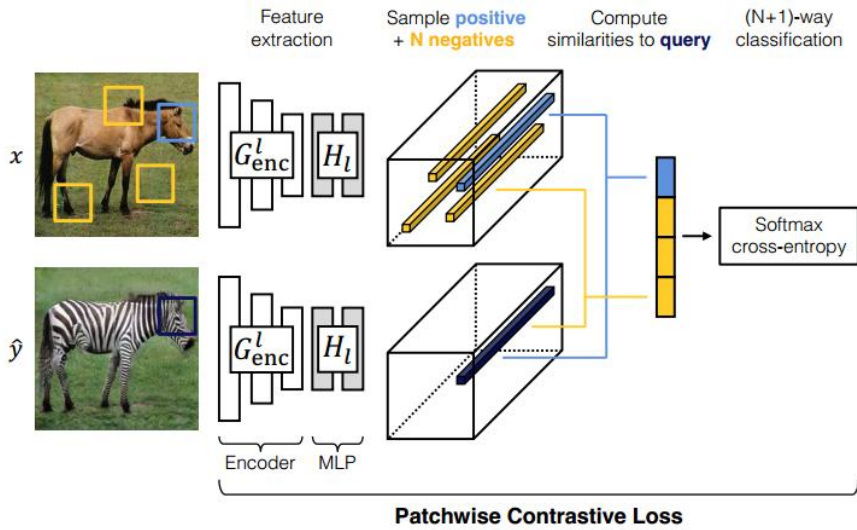 Feature
extraction
Sample positive
+ N negatives
Compute
similarities to query
(N+1)-way
classification
x
G^l_enc
H_l
Softmax
cross-entropy
ŷ
G^l_enc
H_l
Encoder
MLP
Patchwise Contrastive Loss